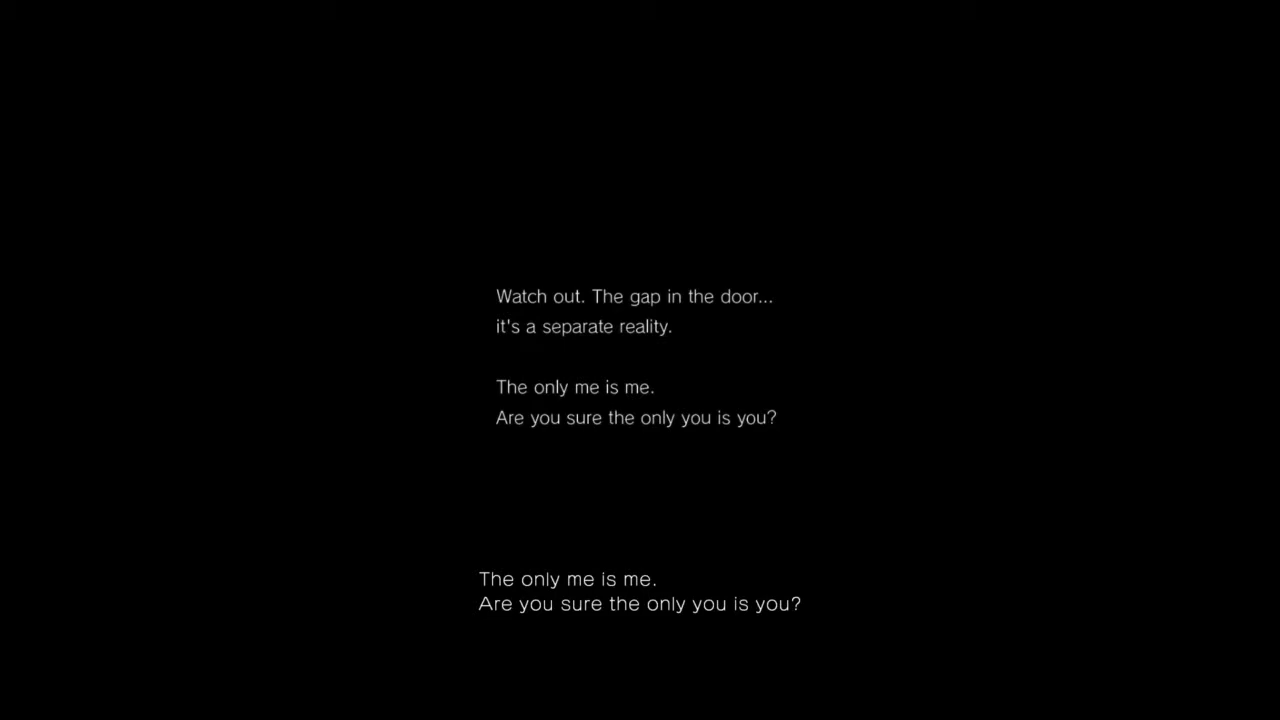 Watch out. The gap in the door...
it's a separate reality.
The only me is me.
Are you sure the only you is you?
The only me is me.
Are you sure the only you is you?